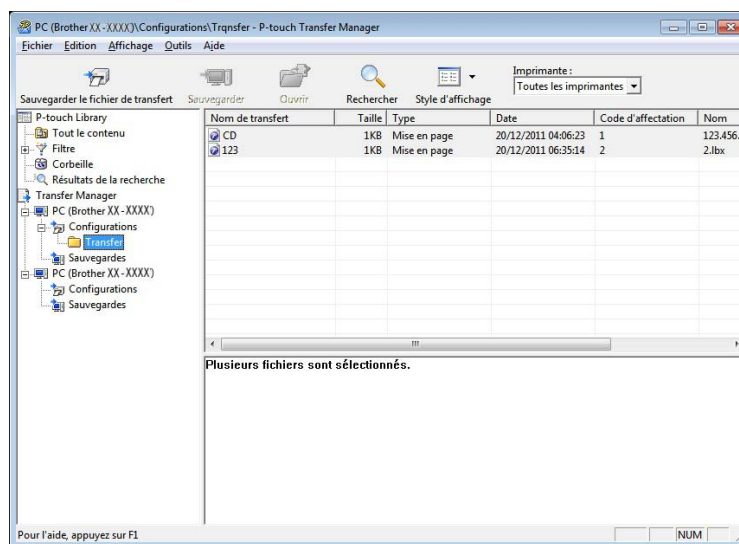 PC (Brother XX-XXXX)\Configurations\Trqnsfer - P-touch Transfer Manager
Fichier Edition Affichage Outils Aide
Imprimante :
Toutes les imprimantes
Sauvegarder le fichier de transfert Sauvegarder Ouvrir Rechercher Style d'affichage
P-touch Library
Tout le contenu
Filtre
Corbeille
Résultats de la recherche
Transfer Manager
PC (Brother XX-XXXX)
Configurations
Transfer
Sauvegardes
PC (Brother XX-XXXX)
Configurations
Sauvegardes
Nom de transfert Taille Type Date Code d'affectation Nom
CD 1KB Mise en page 20/12/2011 04:06:23 1 123.456.
123 1KB Mise en page 20/12/2011 06:35:14 2 2.lbx
Plusieurs fichiers sont sélectionnés.
Pour l'aide, appuyez sur F1
NUM